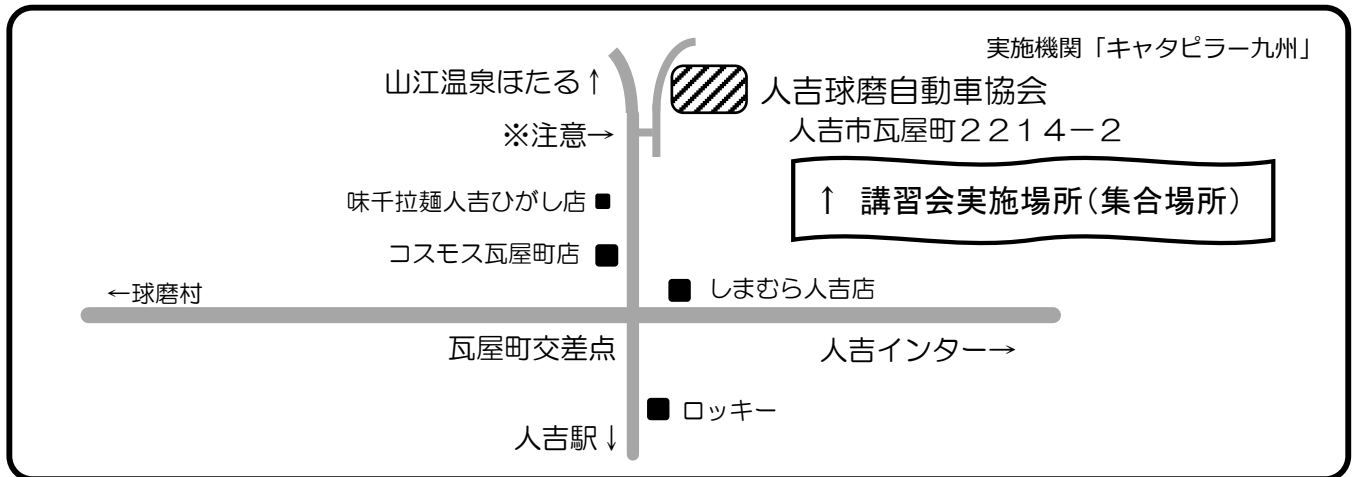 実施機関「キャタピラー九州」
山江温泉ほたる↑
人吉球磨自動車協会
※注意→
人吉市瓦屋町2214-2
味千拉麺人吉ひがし店
↑ 講習会実施場所(集合場所)
コスモス瓦屋町店
しまむら人吉店
←球磨村
瓦屋町交差点
人吉インター→
ロッキー
人吉駅↓